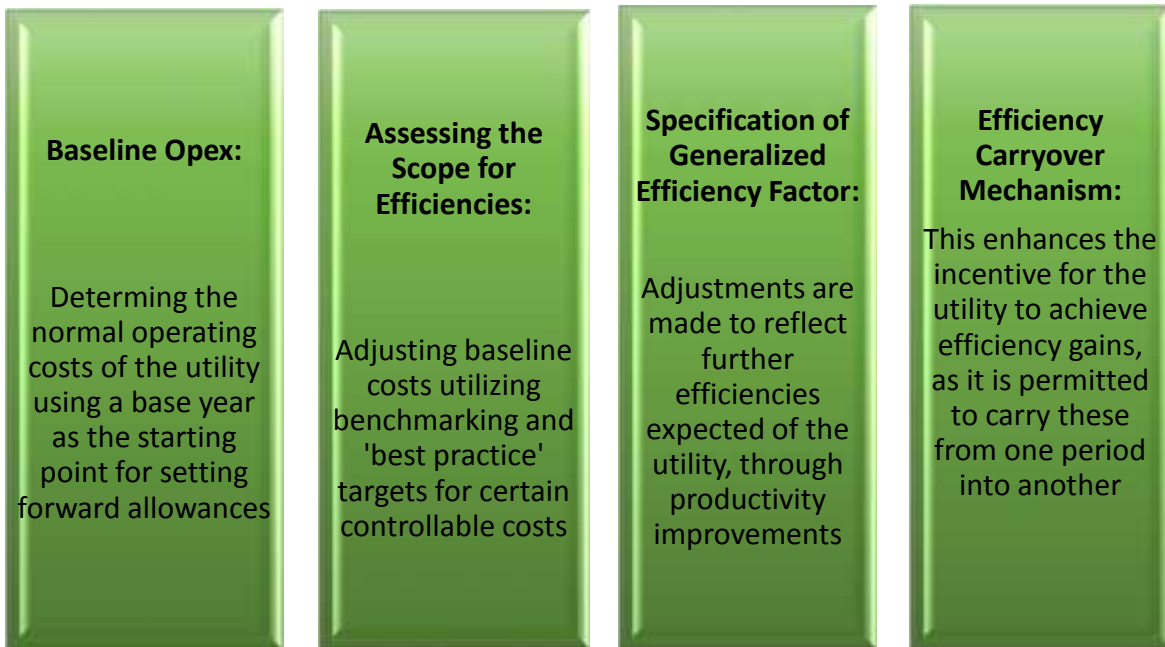 Baseline Opex:
Determing the
normal operating
costs of the utility
using a base year
as the starting
point for setting
forward allowances
Assessing the
Scope for
Efficiencies:
Adjusting baseline
costs utilizing
benchmarking and
'best practice'
targets for certain
controllable costs
Specification of
Generalized
Efficiency Factor:
Adjustments are
made to reflect
further
efficiencies
expected of the
utility, through
productivity
improvements
Efficiency
Carryover
Mechanism:
This enhances the
incentive for the
utility to achieve
efficiency gains,
as it is permitted
to carry these
from one period
into another